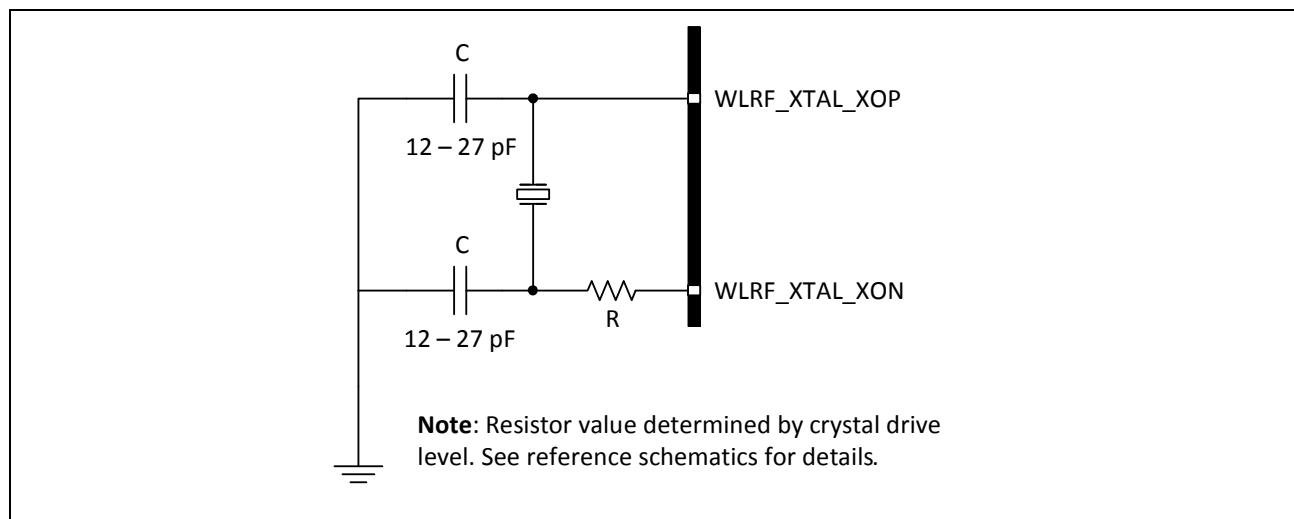 C
WLRF_XTAL_XOP
12 – 27 pF
C
WLRF_XTAL_XON
R
12 – 27 pF
Note: Resistor value determined by crystal drive
level. See reference schematics for details.